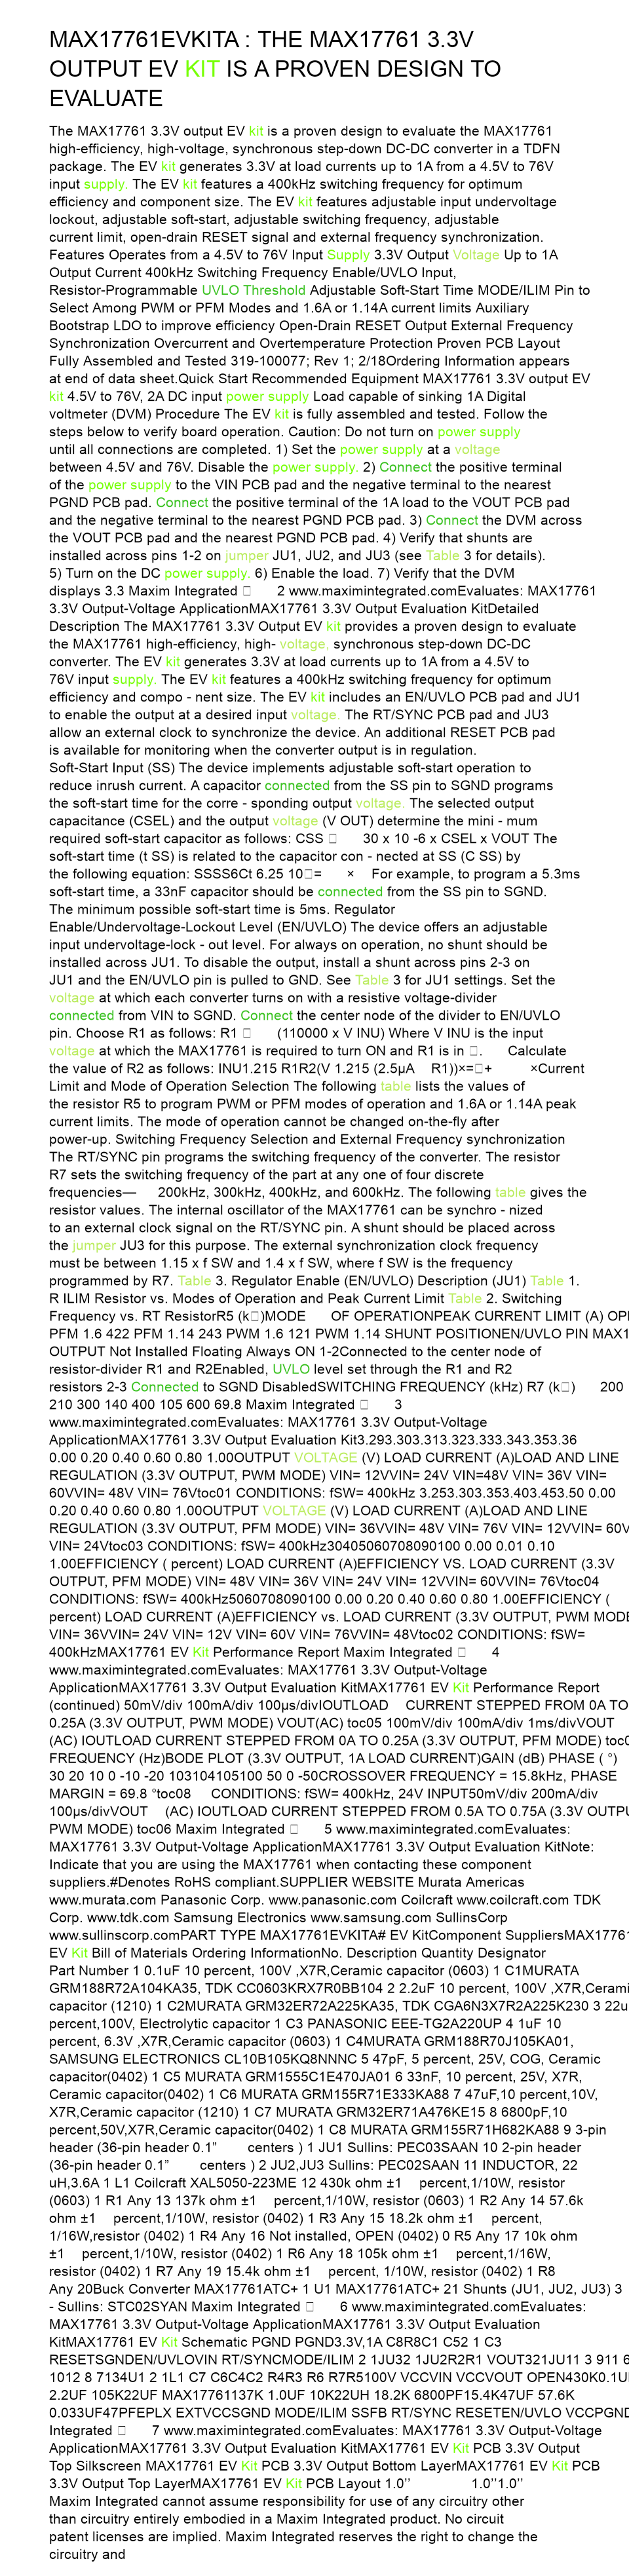 MAX17761EVKITA : THE MAX17761 3.3V
OUTPUT EV KIT IS A PROVEN DESIGN TO
EVALUATE
The MAX17761 3.3V output EV kit is a proven design to evaluate the MAX17761
high-efficiency, high-voltage, synchronous step-down DC-DC converter in a TDFN
package. The EV kit generates 3.3V at load currents up to 1A from a 4.5V to 76V
input supply. The EV kit features a 400kHz switching frequency for optimum
efficiency and component size. The EV kit features adjustable input undervoltage
lockout, adjustable soft-start, adjustable switching frequency, adjustable
current limit, open-drain RESET signal and external frequency synchronization.
Features Operates from a 4.5V to 76V Input Supply 3.3V Output Voltage Up to 1A
Output Current 400kHz Switching Frequency Enable/UVLO Input,
Resistor-Programmable UVLO Threshold Adjustable Soft-Start Time MODE/ILIM Pin to
Select Among PWM or PFM Modes and 1.6A or 1.14A current limits Auxiliary
Bootstrap LDO to improve efficiency Open-Drain RESET Output External Frequency
Synchronization Overcurrent and Overtemperature Protection Proven PCB Layout
Fully Assembled and Tested 319-100077; Rev 1; 2/18Ordering Information appears
at end of data sheet.Quick Start Recommended Equipment MAX17761 3.3V output EV
kit 4.5V to 76V, 2A DC input power supply Load capable of sinking 1A Digital
voltmeter (DVM) Procedure The EV kit is fully assembled and tested. Follow the
steps below to verify board operation. Caution: Do not turn on power supply
until all connections are completed. 1) Set the power supply at a voltage
between 4.5V and 76V. Disable the power supply. 2) Connect the positive terminal
of the power supply to the VIN PCB pad and the negative terminal to the nearest
PGND PCB pad. Connect the positive terminal of the 1A load to the VOUT PCB pad
and the negative terminal to the nearest PGND PCB pad. 3) Connect the DVM across
the VOUT PCB pad and the nearest PGND PCB pad. 4) Verify that shunts are
installed across pins 1-2 on jumper JU1, JU2, and JU3 (see Table 3 for details).
5) Turn on the DC power supply. 6) Enable the load. 7) Verify that the DVM
displays 3.3 Maxim Integrated □ 2 www.maximintegrated.comEvaluates: MAX17761
3.3V Output-Voltage ApplicationMAX17761 3.3V Output Evaluation KitDetailed
Description The MAX17761 3.3V Output EV kit provides a proven design to evaluate
the MAX17761 high-efficiency, high- voltage, synchronous step-down DC-DC
converter. The EV kit generates 3.3V at load currents up to 1A from a 4.5V to
76V input supply. The EV kit features a 400kHz switching frequency for optimum
efficiency and compo - nent size. The EV kit includes an EN/UVLO PCB pad and JU1
to enable the output at a desired input voltage. The RT/SYNC PCB pad and JU3
allow an external clock to synchronize the device. An additional RESET PCB pad
is available for monitoring when the converter output is in regulation.
Soft-Start Input (SS) The device implements adjustable soft-start operation to
reduce inrush current. A capacitor connected from the SS pin to SGND programs
the soft-start time for the corre - sponding output voltage. The selected output
capacitance (CSEL) and the output voltage (V OUT) determine the mini - mum
required soft-start capacitor as follows: CSS □ 30 x 10 -6 x CSEL x VOUT The
soft-start time (t SS) is related to the capacitor con - nected at SS (C SS) by
the following equation: SSSS6Ct 6.25 10□= × For example, to program a 5.3ms
soft-start time, a 33nF capacitor should be connected from the SS pin to SGND.
The minimum possible soft-start time is 5ms. Regulator
Enable/Undervoltage-Lockout Level (EN/UVLO) The device offers an adjustable
input undervoltage-lock - out level. For always on operation, no shunt should be
installed across JU1. To disable the output, install a shunt across pins 2-3 on
JU1 and the EN/UVLO pin is pulled to GND. See Table 3 for JU1 settings. Set the
voltage at which each converter turns on with a resistive voltage-divider
connected from VIN to SGND. Connect the center node of the divider to EN/UVLO
pin. Choose R1 as follows: R1 □ (110000 x V INU) Where V INU is the input
voltage at which the MAX17761 is required to turn ON and R1 is in □. Calculate
the value of R2 as follows: INU1.215 R1R2(V 1.215 (2.5µA R1))×=□+ ×Current
Limit and Mode of Operation Selection The following table lists the values of
the resistor R5 to program PWM or PFM modes of operation and 1.6A or 1.14A peak
current limits. The mode of operation cannot be changed on-the-fly after
power-up. Switching Frequency Selection and External Frequency synchronization
The RT/SYNC pin programs the switching frequency of the converter. The resistor
R7 sets the switching frequency of the part at any one of four discrete
frequencies— 200kHz, 300kHz, 400kHz, and 600kHz. The following table gives the
resistor values. The internal oscillator of the MAX17761 can be synchro - nized
to an external clock signal on the RT/SYNC pin. A shunt should be placed across
the jumper JU3 for this purpose. The external synchronization clock frequency
must be between 1.15 x f SW and 1.4 x f SW, where f SW is the frequency
programmed by R7. Table 3. Regulator Enable (EN/UVLO) Description (JU1) Table 1.
R ILIM Resistor vs. Modes of Operation and Peak Current Limit Table 2. Switching
Frequency vs. RT ResistorR5 (k□)MODE OF OPERATIONPEAK CURRENT LIMIT (A) OPE
PFM 1.6 422 PFM 1.14 243 PWM 1.6 121 PWM 1.14 SHUNT POSITIONEN/UVLO PIN MAX1
OUTPUT Not Installed Floating Always ON 1-2Connected to the center node of
resistor-divider R1 and R2Enabled, UVLO level set through the R1 and R2
resistors 2-3 Connected to SGND DisabledSWITCHING FREQUENCY (kHz) R7 (k□) 200
210 300 140 400 105 600 69.8 Maxim Integrated □ 3
www.maximintegrated.comEvaluates: MAX17761 3.3V Output-Voltage
ApplicationMAX17761 3.3V Output Evaluation Kit3.293.303.313.323.333.343.353.36
0.00 0.20 0.40 0.60 0.80 1.00OUTPUT VOLTAGE (V) LOAD CURRENT (A)LOAD AND LINE
REGULATION (3.3V OUTPUT, PWM MODE) VIN= 12VVIN= 24V VIN=48V VIN= 36V VIN=
60VVIN= 48V VIN= 76Vtoc01 CONDITIONS: fSW= 400kHz 3.253.303.353.403.453.50 0.00
0.20 0.40 0.60 0.80 1.00OUTPUT VOLTAGE (V) LOAD CURRENT (A)LOAD AND LINE
REGULATION (3.3V OUTPUT, PFM MODE) VIN= 36VVIN= 48V VIN= 76V VIN= 12VVIN= 60V
VIN= 24Vtoc03 CONDITIONS: fSW= 400kHz30405060708090100 0.00 0.01 0.10
1.00EFFICIENCY ( percent) LOAD CURRENT (A)EFFICIENCY VS. LOAD CURRENT (3.3V
OUTPUT, PFM MODE) VIN= 48V VIN= 36V VIN= 24V VIN= 12VVIN= 60VVIN= 76Vtoc04
CONDITIONS: fSW= 400kHz5060708090100 0.00 0.20 0.40 0.60 0.80 1.00EFFICIENCY (
percent) LOAD CURRENT (A)EFFICIENCY vs. LOAD CURRENT (3.3V OUTPUT, PWM MODE
VIN= 36VVIN= 24V VIN= 12V VIN= 60V VIN= 76VVIN= 48Vtoc02 CONDITIONS: fSW=
400kHzMAX17761 EV Kit Performance Report Maxim Integrated □ 4
www.maximintegrated.comEvaluates: MAX17761 3.3V Output-Voltage
ApplicationMAX17761 3.3V Output Evaluation KitMAX17761 EV Kit Performance Report
(continued) 50mV/div 100mA/div 100µs/divIOUTLOAD CURRENT STEPPED FROM 0A TO
0.25A (3.3V OUTPUT, PWM MODE) VOUT(AC) toc05 100mV/div 100mA/div 1ms/divVOUT
(AC) IOUTLOAD CURRENT STEPPED FROM 0A TO 0.25A (3.3V OUTPUT, PFM MODE) toc0
FREQUENCY (Hz)BODE PLOT (3.3V OUTPUT, 1A LOAD CURRENT)GAIN (dB) PHASE ( °)
30 20 10 0 -10 -20 103104105100 50 0 -50CROSSOVER FREQUENCY = 15.8kHz, PHASE
MARGIN = 69.8 °toc08 CONDITIONS: fSW= 400kHz, 24V INPUT50mV/div 200mA/div
100µs/divVOUT (AC) IOUTLOAD CURRENT STEPPED FROM 0.5A TO 0.75A (3.3V OUTPU
PWM MODE) toc06 Maxim Integrated □ 5 www.maximintegrated.comEvaluates:
MAX17761 3.3V Output-Voltage ApplicationMAX17761 3.3V Output Evaluation KitNote:
Indicate that you are using the MAX17761 when contacting these component
suppliers.#Denotes RoHS compliant.SUPPLIER WEBSITE Murata Americas
www.murata.com Panasonic Corp. www.panasonic.com Coilcraft www.coilcraft.com TDK
Corp. www.tdk.com Samsung Electronics www.samsung.com SullinsCorp
www.sullinscorp.comPART TYPE MAX17761EVKITA# EV KitComponent SuppliersMAX1776
EV Kit Bill of Materials Ordering InformationNo. Description Quantity Designator
Part Number 1 0.1uF 10 percent, 100V ,X7R,Ceramic capacitor (0603) 1 C1MURATA
GRM188R72A104KA35, TDK CC0603KRX7R0BB104 2 2.2uF 10 percent, 100V ,X7R,Cerami
capacitor (1210) 1 C2MURATA GRM32ER72A225KA35, TDK CGA6N3X7R2A225K230 3 22u
percent,100V, Electrolytic capacitor 1 C3 PANASONIC EEE-TG2A220UP 4 1uF 10
percent, 6.3V ,X7R,Ceramic capacitor (0603) 1 C4MURATA GRM188R70J105KA01,
SAMSUNG ELECTRONICS CL10B105KQ8NNNC 5 47pF, 5 percent, 25V, COG, Ceramic
capacitor(0402) 1 C5 MURATA GRM1555C1E470JA01 6 33nF, 10 percent, 25V, X7R,
Ceramic capacitor(0402) 1 C6 MURATA GRM155R71E333KA88 7 47uF,10 percent,10V,
X7R,Ceramic capacitor (1210) 1 C7 MURATA GRM32ER71A476KE15 8 6800pF,10
percent,50V,X7R,Ceramic capacitor(0402) 1 C8 MURATA GRM155R71H682KA88 9 3-pin
header (36-pin header 0.1” centers ) 1 JU1 Sullins: PEC03SAAN 10 2-pin header
(36-pin header 0.1” centers ) 2 JU2,JU3 Sullins: PEC02SAAN 11 INDUCTOR, 22
uH,3.6A 1 L1 Coilcraft XAL5050-223ME 12 430k ohm ±1 percent,1/10W, resistor
(0603) 1 R1 Any 13 137k ohm ±1 percent,1/10W, resistor (0603) 1 R2 Any 14 57.6k
ohm ±1 percent,1/10W, resistor (0402) 1 R3 Any 15 18.2k ohm ±1 percent,
1/16W,resistor (0402) 1 R4 Any 16 Not installed, OPEN (0402) 0 R5 Any 17 10k ohm
±1 percent,1/10W, resistor (0402) 1 R6 Any 18 105k ohm ±1 percent,1/16W,
resistor (0402) 1 R7 Any 19 15.4k ohm ±1 percent, 1/10W, resistor (0402) 1 R8
Any 20Buck Converter MAX17761ATC+ 1 U1 MAX17761ATC+ 21 Shunts (JU1, JU2, JU3) 3
- Sullins: STC02SYAN Maxim Integrated □ 6 www.maximintegrated.comEvaluates:
MAX17761 3.3V Output-Voltage ApplicationMAX17761 3.3V Output Evaluation
KitMAX17761 EV Kit Schematic PGND PGND3.3V,1A C8R8C1 C52 1 C3
RESETSGNDEN/UVLOVIN RT/SYNCMODE/ILIM 2 1JU32 1JU2R2R1 VOUT321JU11 3 911 6
1012 8 7134U1 2 1L1 C7 C6C4C2 R4R3 R6 R7R5100V VCCVIN VCCVOUT OPEN430K0.1U
2.2UF 105K22UF MAX17761137K 1.0UF 10K22UH 18.2K 6800PF15.4K47UF 57.6K
0.033UF47PFEPLX EXTVCCSGND MODE/ILIM SSFB RT/SYNC RESETEN/UVLO VCCPGND
Integrated □ 7 www.maximintegrated.comEvaluates: MAX17761 3.3V Output-Voltage
ApplicationMAX17761 3.3V Output Evaluation KitMAX17761 EV Kit PCB 3.3V Output
Top Silkscreen MAX17761 EV Kit PCB 3.3V Output Bottom LayerMAX17761 EV Kit PCB
3.3V Output Top LayerMAX17761 EV Kit PCB Layout 1.0’’ 1.0’’1.0’’
Maxim Integrated cannot assume responsibility for use of any circuitry other
than circuitry entirely embodied in a Maxim Integrated product. No circuit
patent licenses are implied. Maxim Integrated reserves the right to change the
circuitry and